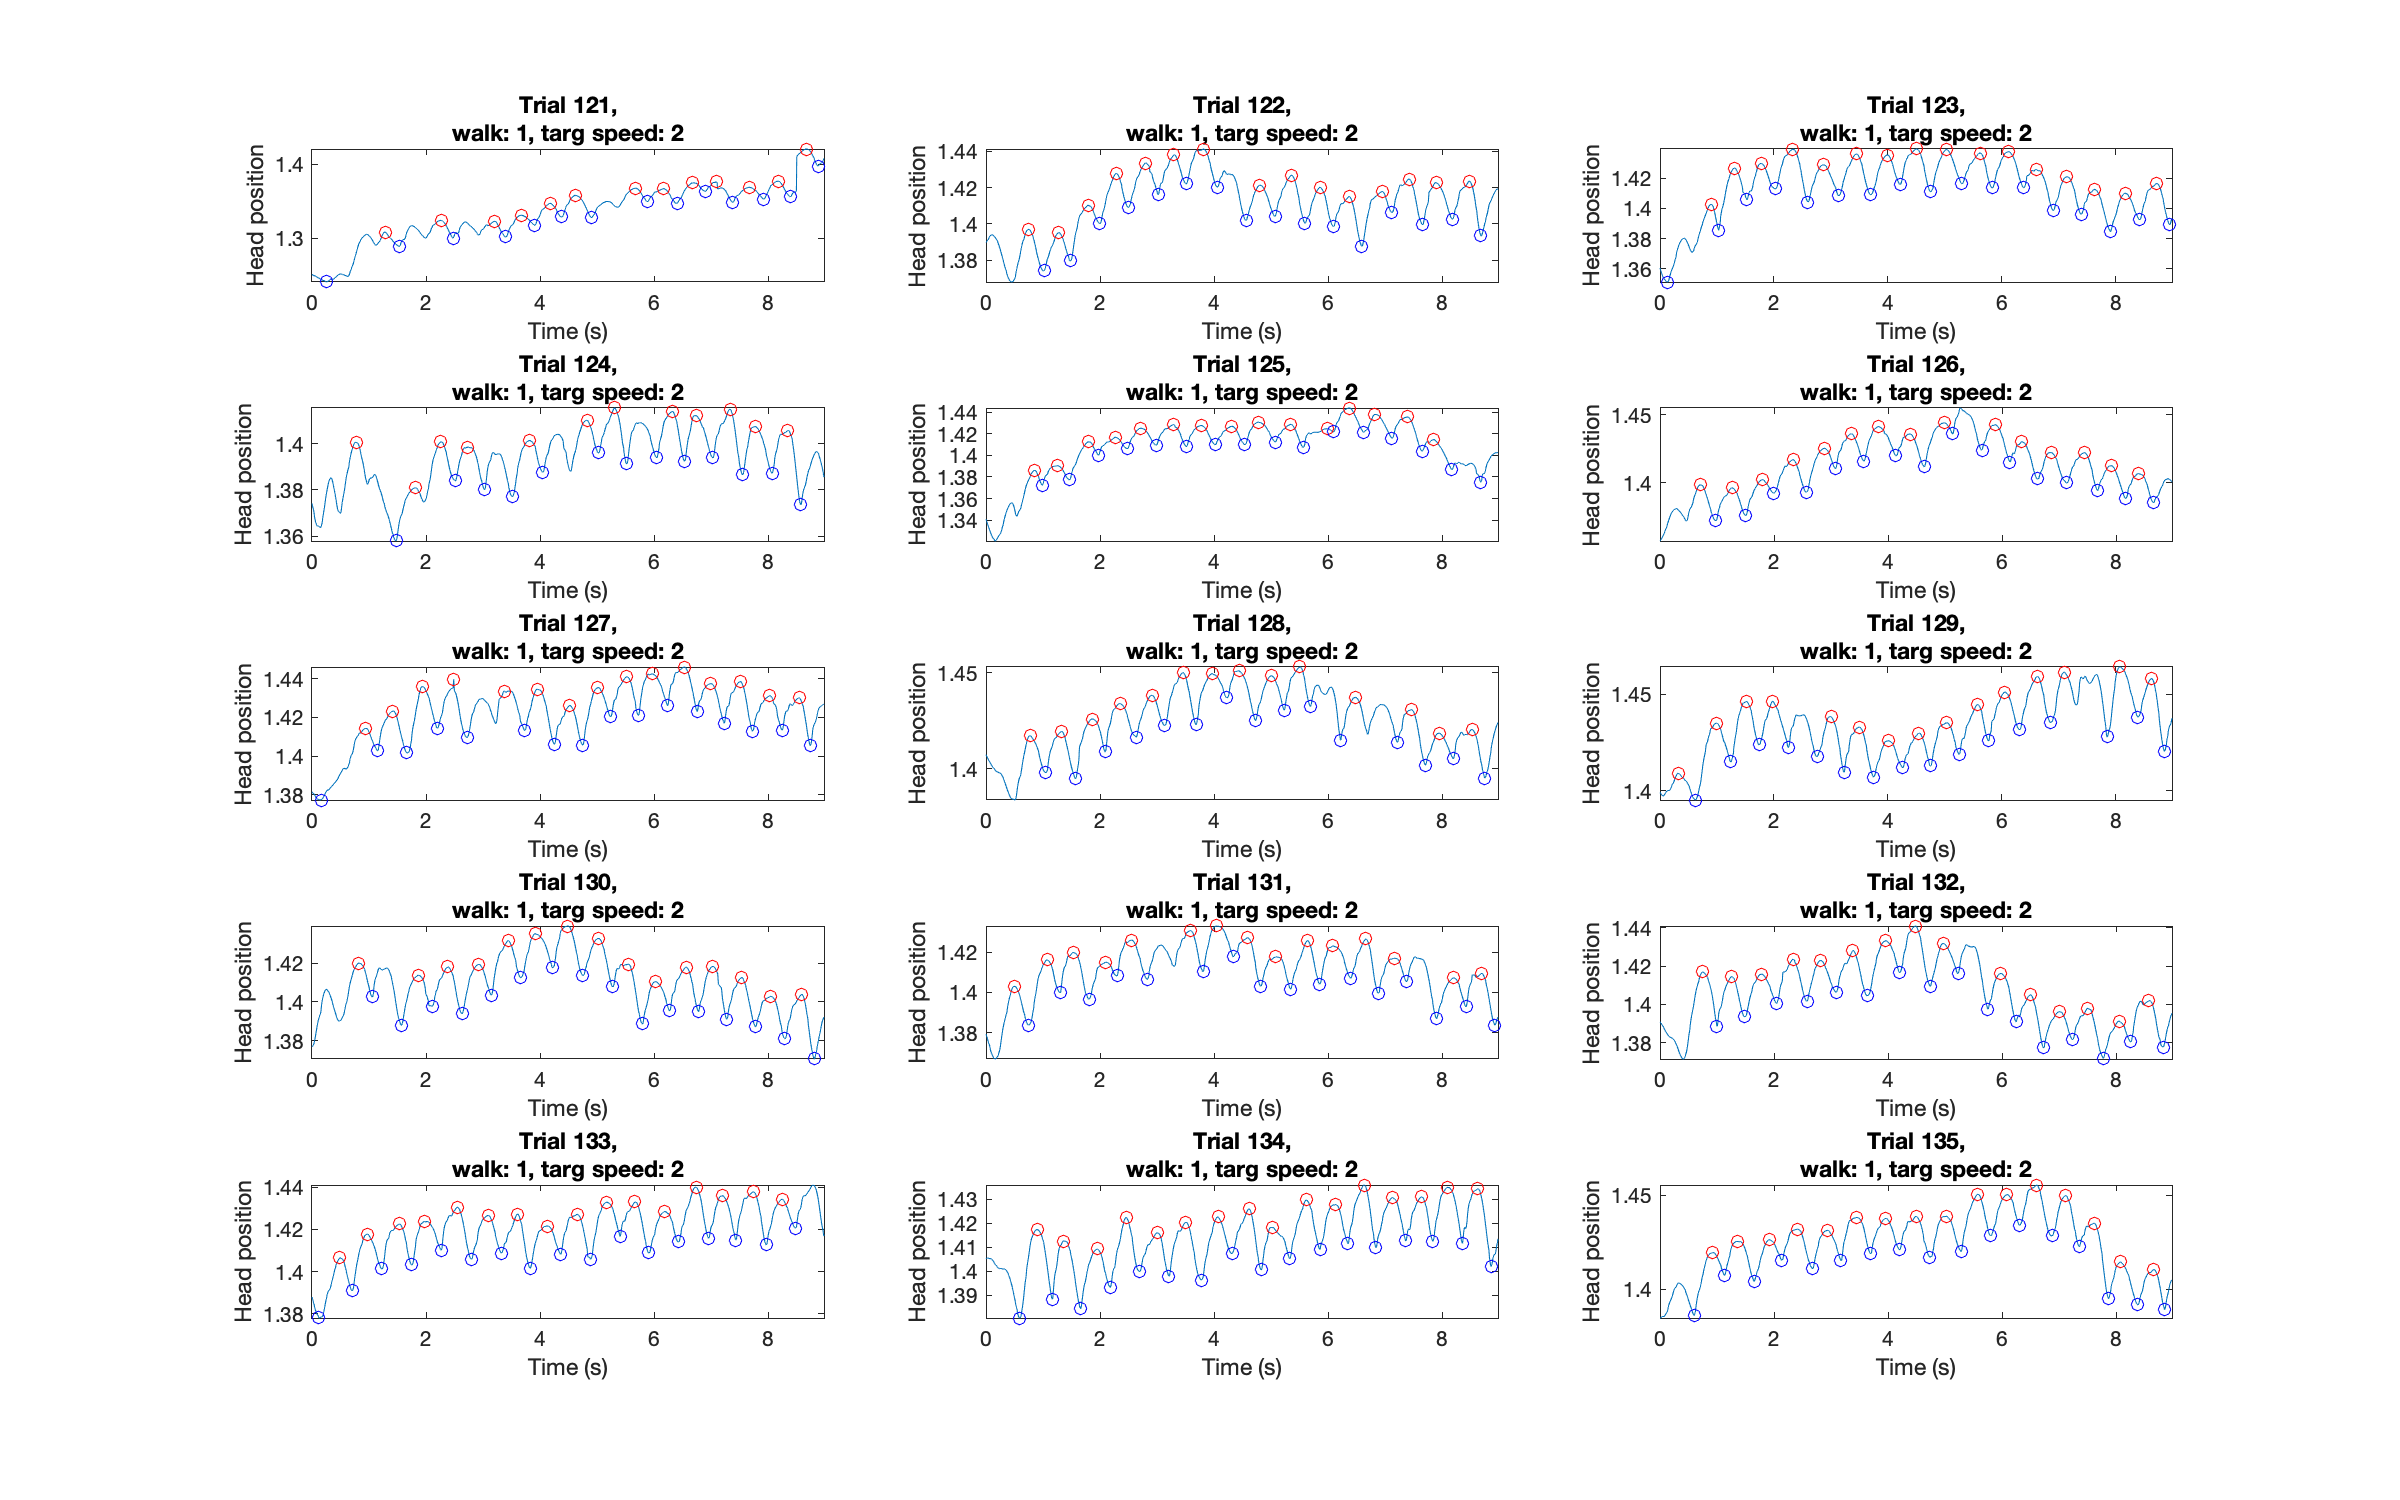 Trial 121,
walk: 1, targ speed: 2
Head position
1.4
1.3
0 2 4 6 8
Time (s)
Trial 122,
walk: 1, targ speed: 2
Head position
1.44
1.42
1.4
1.38
0 2 4 6 8
Time (s)
Trial 123,
walk: 1, targ speed: 2
Head position
1.42
1.4
1.38
1.36
0 2 4 6 8
Time (s)
Trial 124,
walk: 1, targ speed: 2
Head position
1.4
1.38
1.36
0 2 4 6 8
Time (s)
Trial 125,
walk: 1, targ speed: 2
Head position
1.44
1.42
1.4
1.38
1.36
1.34
0 2 4 6 8
Time (s)
Trial 126,
walk: 1, targ speed: 2
Head position
1.45
1.4
0 2 4 6 8
Time (s)
Trial 127,
walk: 1, targ speed: 2
Head position
1.44
1.42
1.4
1.38
0 2 4 6 8
Time (s)
Trial 128,
walk: 1, targ speed: 2
Head position
1.45
1.4
0 2 4 6 8
Time (s)
Trial 129,
walk: 1, targ speed: 2
Head position
1.45
1.4
0 2 4 6 8
Time (s)
Trial 130,
walk: 1, targ speed: 2
Head position
1.42
1.4
1.38
0 2 4 6 8
Time (s)
Trial 131,
walk: 1, targ speed: 2
Head position
1.42
1.4
1.38
0 2 4 6 8
Time (s)
Trial 132,
walk: 1, targ speed: 2
Head position
1.44
1.42
1.4
1.38
0 2 4 6 8
Time (s)
Trial 133,
walk: 1, targ speed: 2
Head position
1.44
1.42
1.4
1.38
0 2 4 6 8
Time (s)
Trial 134,
walk: 1, targ speed: 2
Head position
1.43
1.42
1.41
1.4
1.39
0 2 4 6 8
Time (s)
Trial 135,
walk: 1, targ speed: 2
Head position
1.45
1.4
0 2 4 6 8
Time (s)